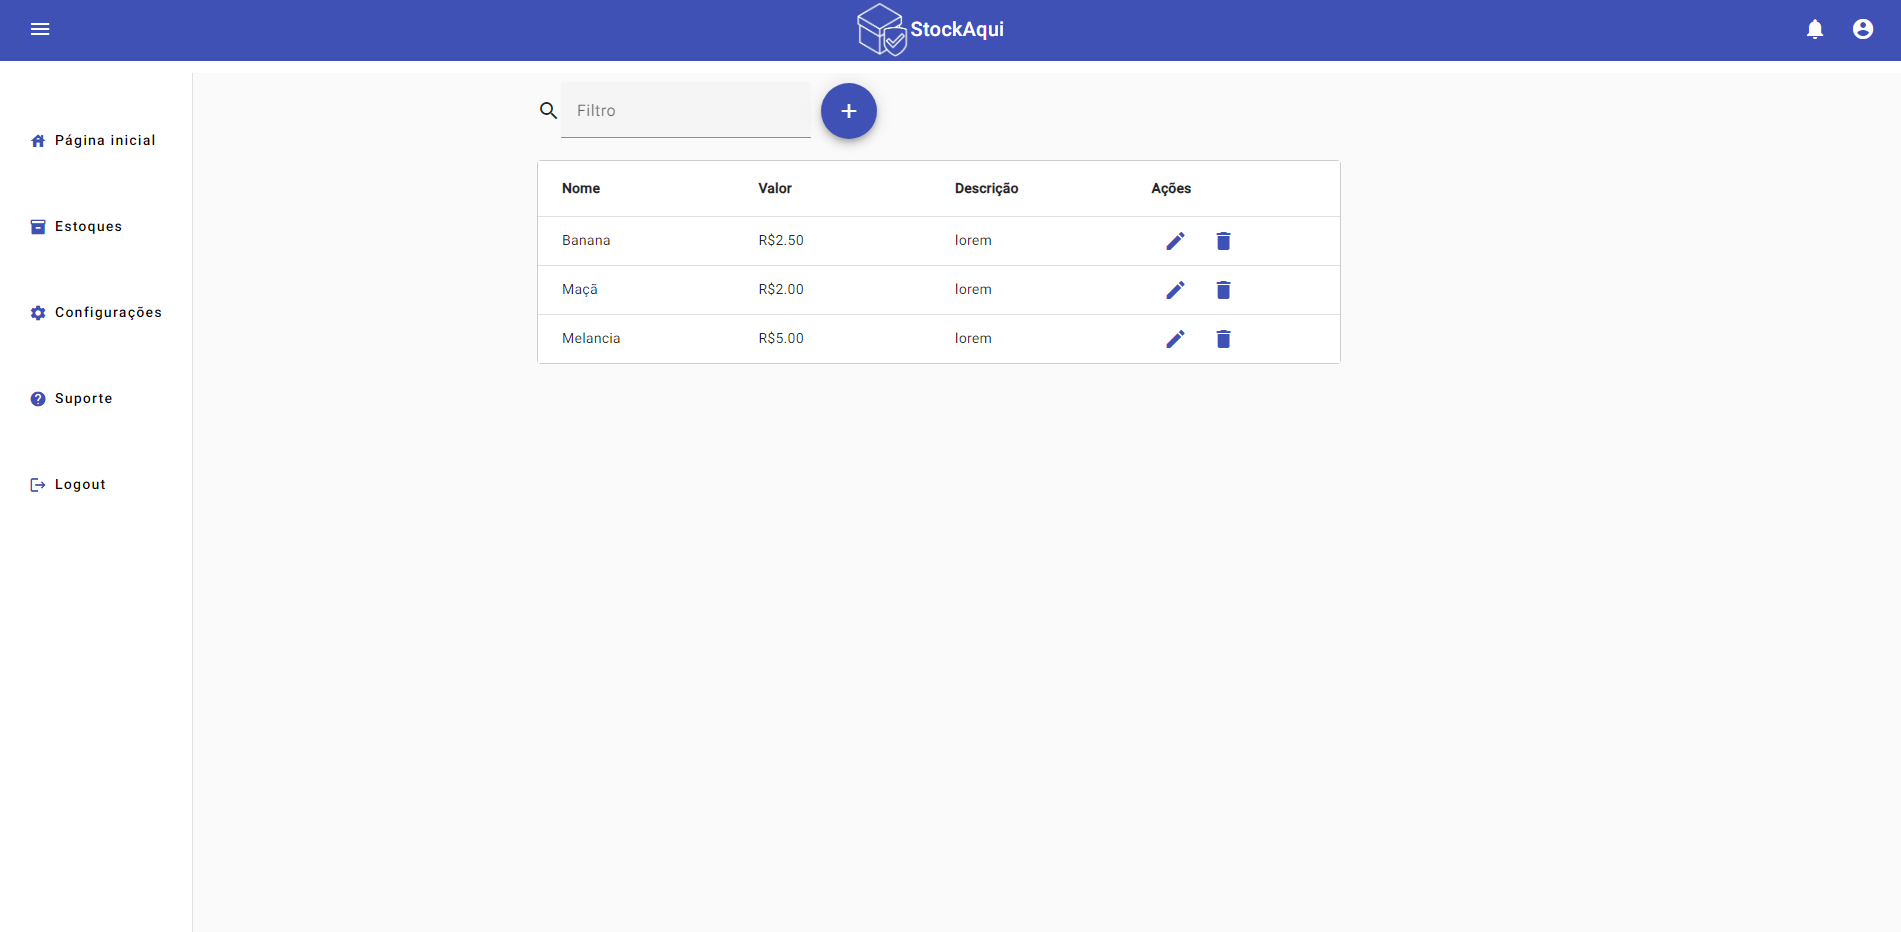 StockAqui
Página inicial
Estoques
Configurações
Suporte
Logout
Filtro
Nome Valor Descrição Ações
Banana R$2.50 lorem
Maçã R$2.00 lorem
Melancia R$5.00 lorem